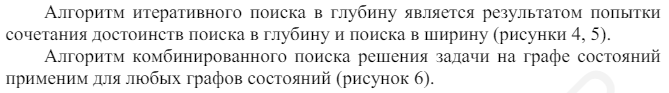 Алгоритм итеративного поиска в глубину является результатом попытки
сочетания достоинств поиска в глубину и поиска в ширину (рисунки 4, 5).
Алгоритм комбинированного поиска решения задачи на графе состояний
применим для любых графов состояний (рисунок 6).